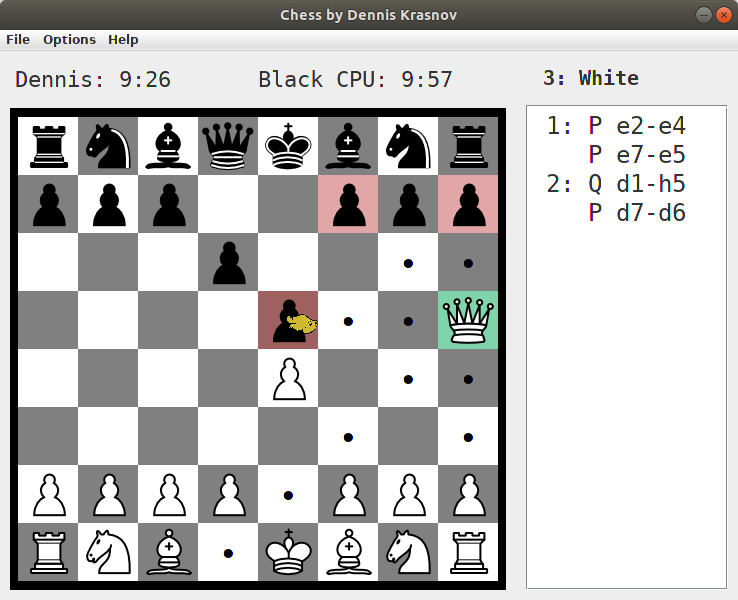 Chess by Dennis Krasnov
File Options Help
Dennis: 9:26 Black CPU: 9:57 3: White
1: P e2-e4
P e7-e5
2: Q d1-h5
P d7-d6